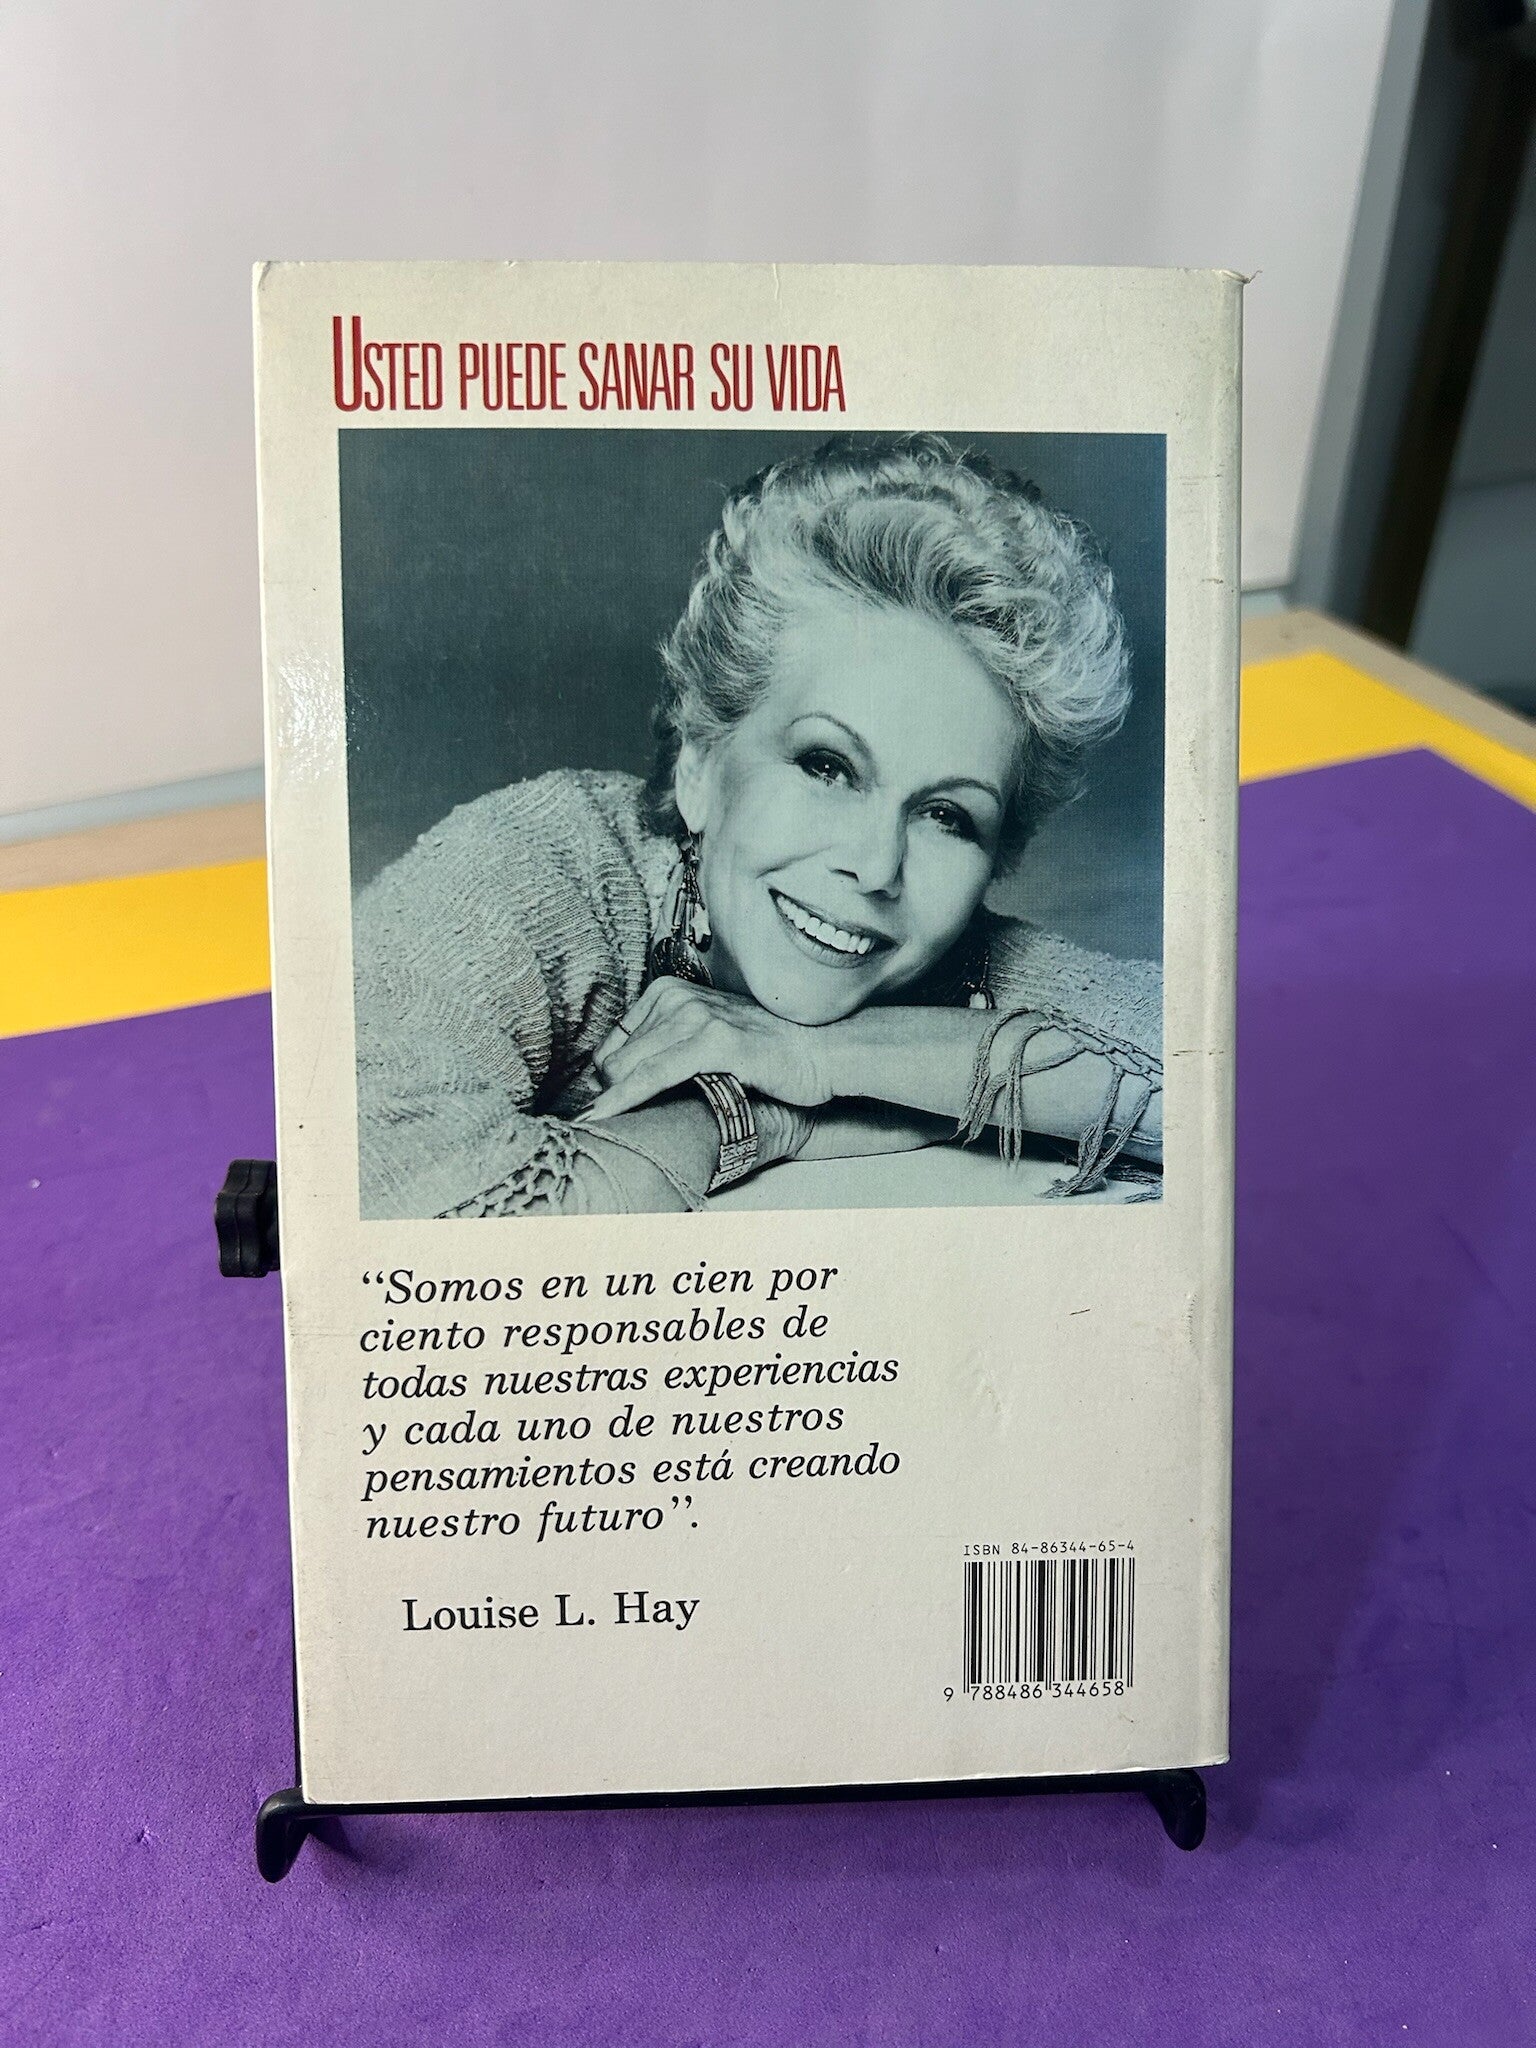 USTED PUEDE SANAR SU VIDA
“Somos en un cien por
ciento responsables de
todas nuestras experiencias
y cada uno de nuestros
pensamientos está creando
nuestro futuro”.
Louise L. Hay
ISBN 84-86344-65-4
9 788486 344658